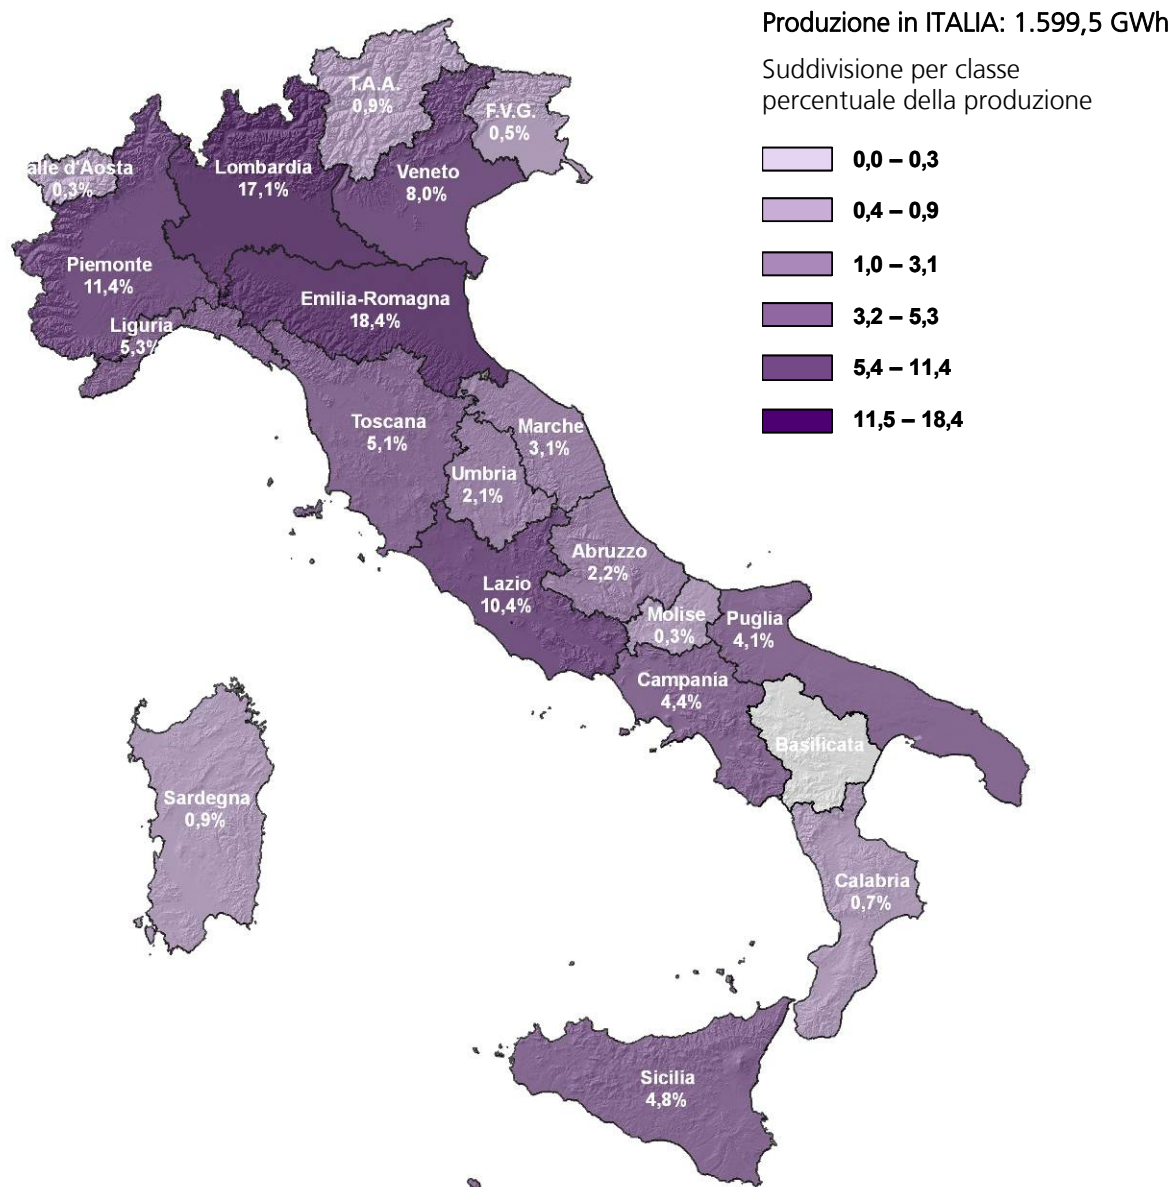 Produzione in ITALIA: 1.599,5 GWh
Suddivisione per classe
percentuale della produzione
0,0 – 0,3
0,4 – 0,9
1,0 – 3,1
3,2 – 5,3
5,4 – 11,4
11,5 – 18,4
T.A.A.
0,9%
F.V.G.
0,5%
alle d'Aosta
0,3%
Lombardia
17,1%
Veneto
8,0%
Piemonte
11,4%
Emilia-Romagna
18,4%
Liguria
5,3%
Toscana
5,1%
Marche
3,1%
Umbria
2,1%
Abruzzo
2,2%
Lazio
10,4%
Molise
0,3%
Puglia
4,1%
Campania
4,4%
Basilicata
Sardegna
0,9%
Calabria
0,7%
Sicilia
4,8%